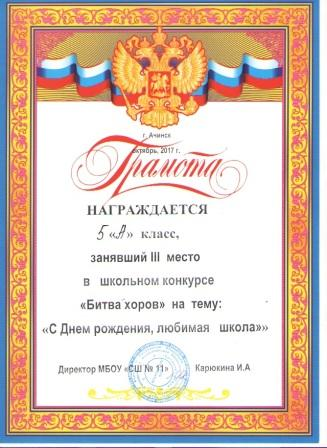 г. Ачинск
октябрь, 2017 г.
Грамота
НАГРАЖДАЕТСЯ
5 «А» класс,
занявший III место
в школьном конкурсе
«Битва хоров» на тему:
«С Днем рождения, любимая школа»»
Директор МБОУ «СШ № 11» Карюкина И.А